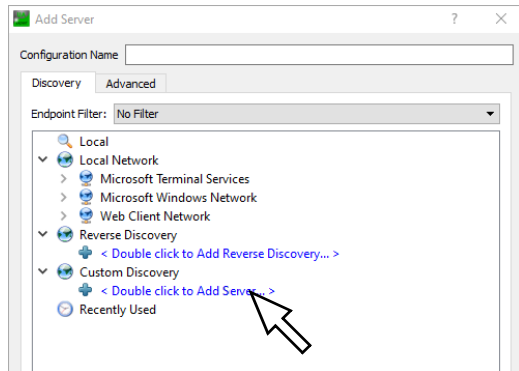 Add Server
?
Configuration Name
Discovery Advanced
Endpoint Filter: No Filter
Local
Local Network
Microsoft Terminal Services
Microsoft Windows Network
Web Client Network
Reverse Discovery
< Double click to Add Reverse Discovery... >
Custom Discovery
< Double click to Add Server... >
Recently Used